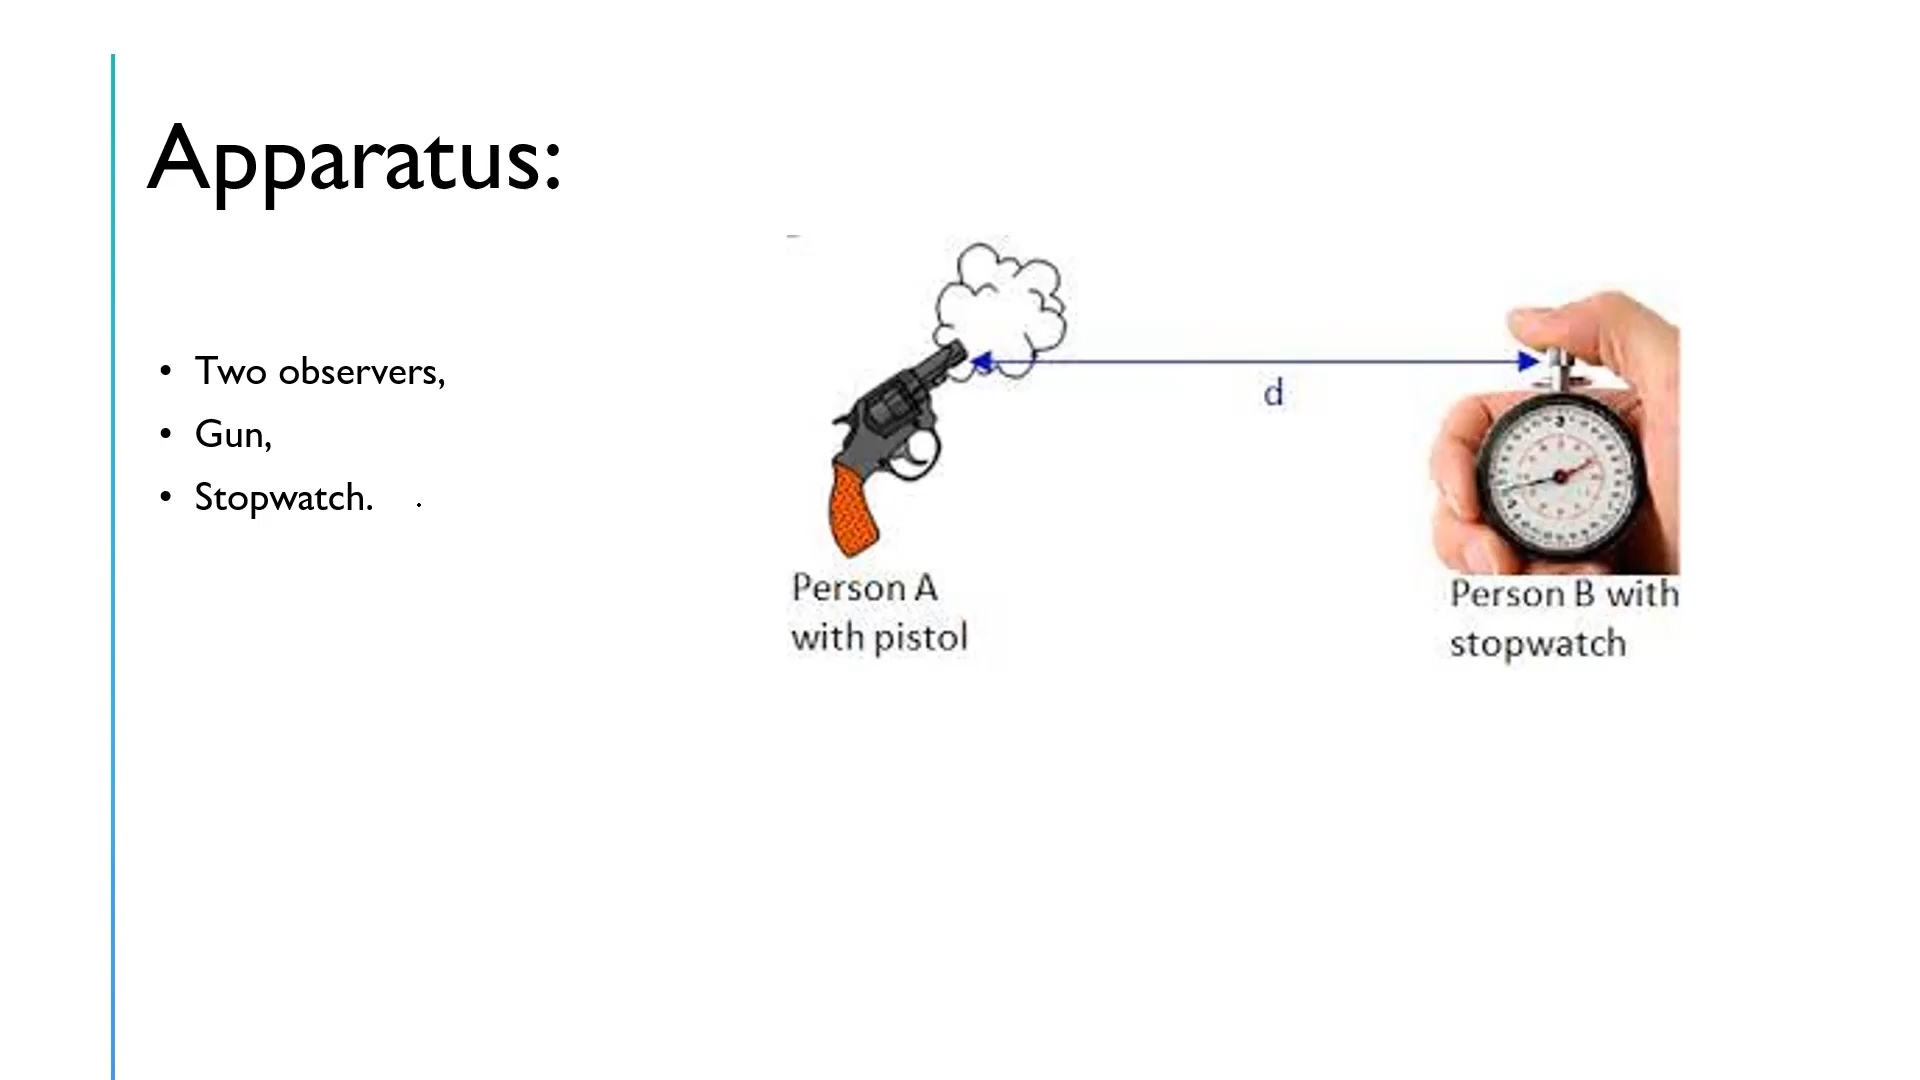 Apparatus:
• Two observers,
• Gun,
• Stopwatch. .
d
Person A
with pistol
Person B with
stopwatch